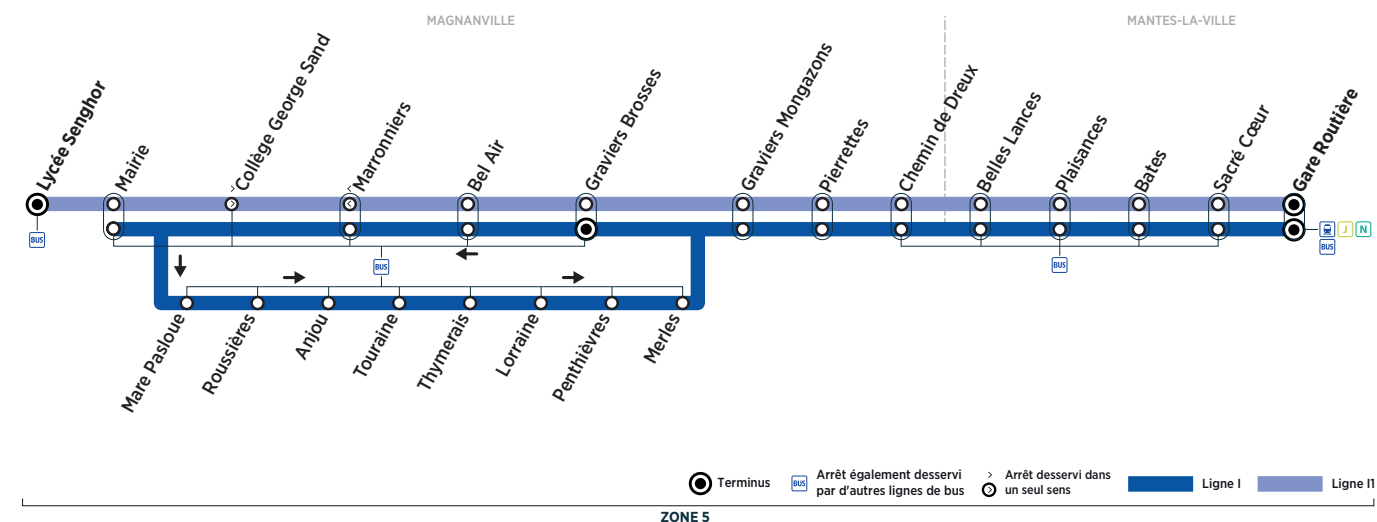 MAGNANVILLE
MANTES-LA-VILLE
Lycée Senghor
Mairie
Collège George Sand
Marronniers
Bel Air
Graviers Brosses
Graviers Mongazons
Pierrettes
Chemin de Dreux
Belles Lances
Plaisances
Bates
Sacré Cœur
Gare Routière
BUS
J
N
BUS
BUS
BUS
Mare Pasloue
Roussières
Anjou
Touraine
Thymerais
Lorraine
Penthièvres
Merles
Terminus
BUS
Arrêt également desservi
par d'autres lignes de bus
Arrêt desservi dans
un seul sens
Ligne I
Ligne I1
ZONE 5